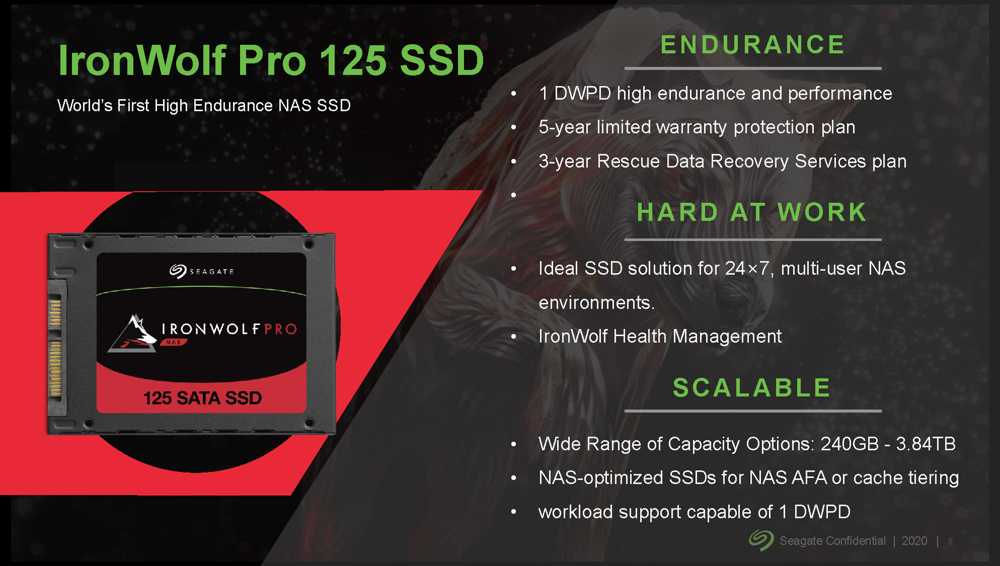 IronWolf Pro 125 SSD
World’s First High Endurance NAS SSD
SEAGATE
IRONWOLF PRO
NAS
125 SATA SSD
ENDURANCE
• 1 DWPD high endurance and performance
• 5-year limited warranty protection plan
• 3-year Rescue Data Recovery Services plan
•
HARD AT WORK
• Ideal SSD solution for 24×7, multi-user NAS
environments.
• IronWolf Health Management
SCALABLE
• Wide Range of Capacity Options: 240GB - 3.84TB
• NAS-optimized SSDs for NAS AFA or cache tiering
• workload support capable of 1 DWPD
Seagate Confidential | 2020 | 8